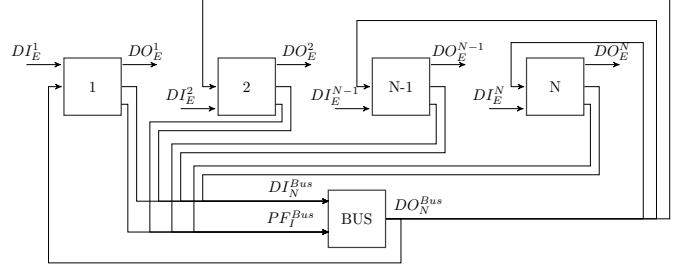 DI_E^1
DO_E^1
DO_E^2
DO_E^{N-1}
DO_E^N
1
2
N-1
N
DI_E^2
DI_E^{N-1}
DI_E^N
DI_N^{Bus}
PF_I^{Bus}
BUS
DO_N^{Bus}